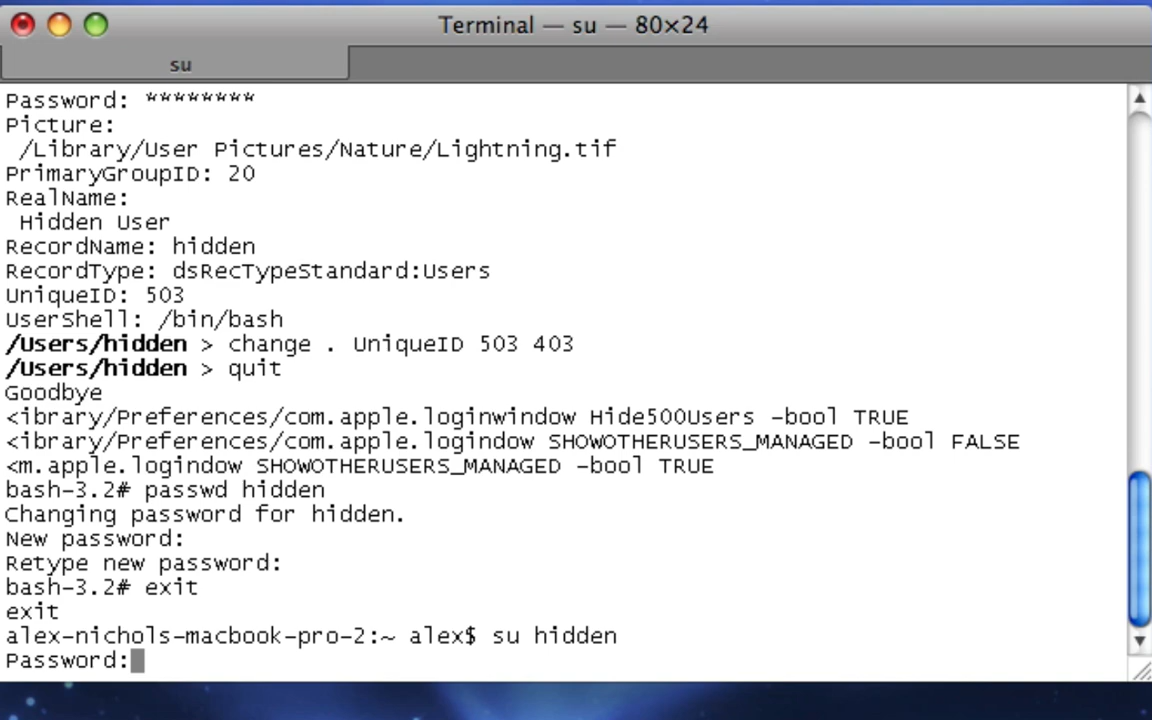 Terminal — su — 80×24
su
Password: ********
Picture:
 /Library/User Pictures/Nature/Lightning.tif
PrimaryGroupID: 20
RealName:
 Hidden User
RecordName: hidden
RecordType: dsRecTypeStandard:Users
UniqueID: 503
UserShell: /bin/bash
/Users/hidden > change . UniqueID 503 403
/Users/hidden > quit
Goodbye
<ibrary/Preferences/com.apple.loginwindow Hide500Users -bool TRUE
<ibrary/Preferences/com.apple.logindow SHOWOTHERUSERS_MANAGED -bool FALSE
<m.apple.logindow SHOWOTHERUSERS_MANAGED -bool TRUE
bash-3.2# passwd hidden
Changing password for hidden.
New password:
Retype new password:
bash-3.2# exit
exit
alex-nichols-macbook-pro-2:~ alex$ su hidden
Password: